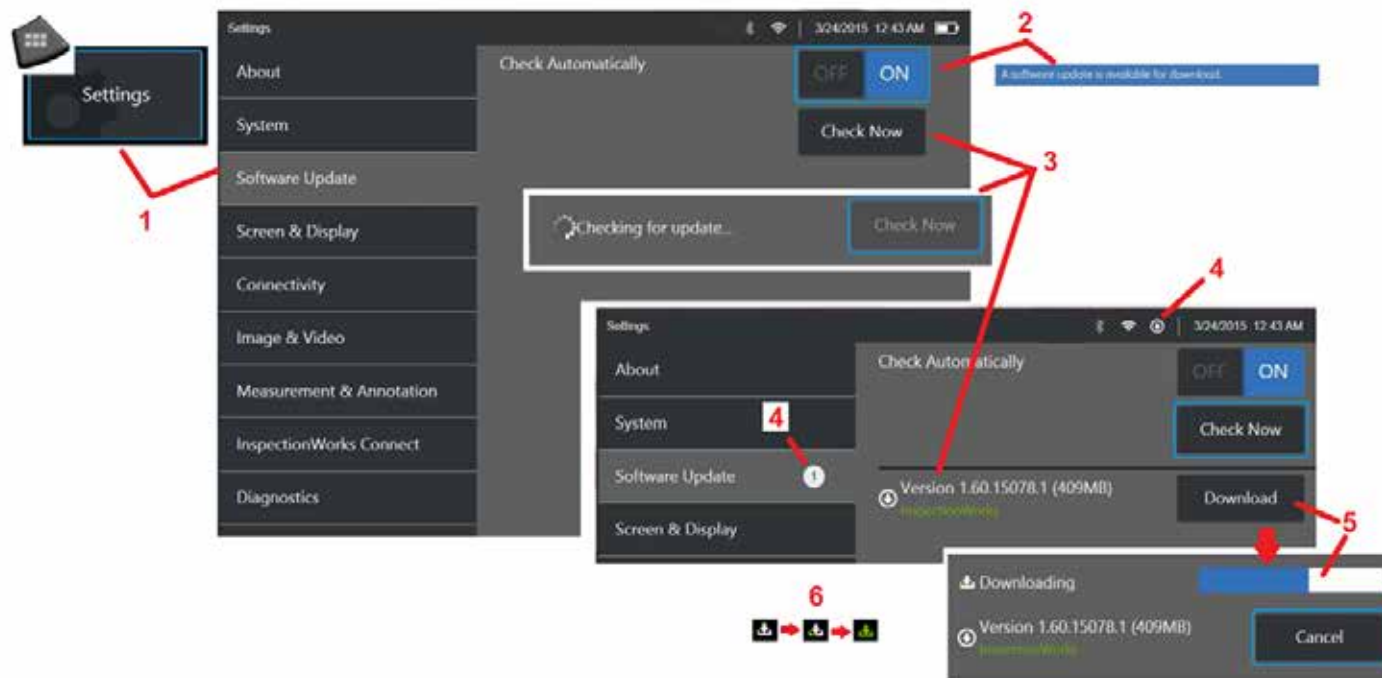 Settings
1
Settings
3/24/2015 12:43 AM
About
System
Software Update
Screen & Display
Connectivity
Image & Video
Measurement & Annotation
InspectionWorks Connect
Diagnostics
Check Automatically
OFF ON
Check Now
2
A software update is available for download.
3
Checking for update...
Check Now
4
Settings
3/24/2015 12:43 AM
About
System
4
Software Update 1
Screen & Display
Check Automatically
OFF ON
Check Now
Version 1.60.15078.1 (409MB)
InspectionWorks
Download
5
Downloading
Version 1.60.15078.1 (409MB)
InspectionWorks
Cancel
6